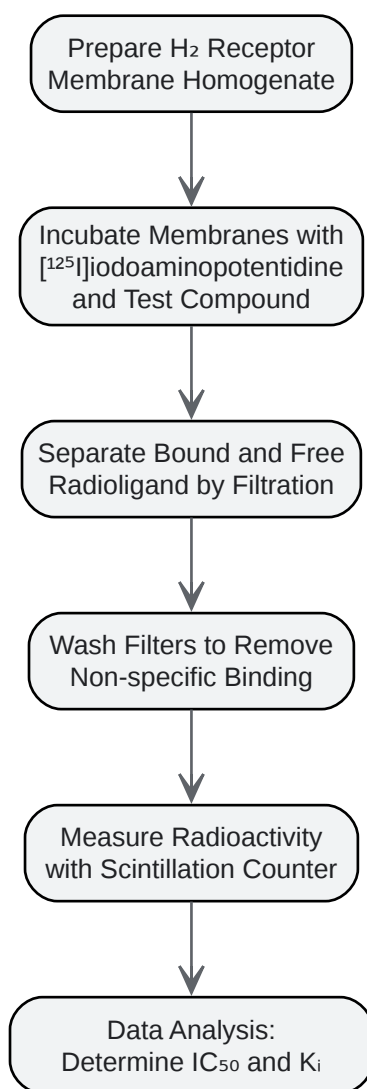 Prepare H₂ Receptor
Membrane Homogenate
Incubate Membranes with
[¹²⁵I]iodoaminopotentidine
and Test Compound
Separate Bound and Free
Radioligand by Filtration
Wash Filters to Remove
Non-specific Binding
Measure Radioactivity
with Scintillation Counter
Data Analysis:
Determine IC₅₀ and Kᵢ